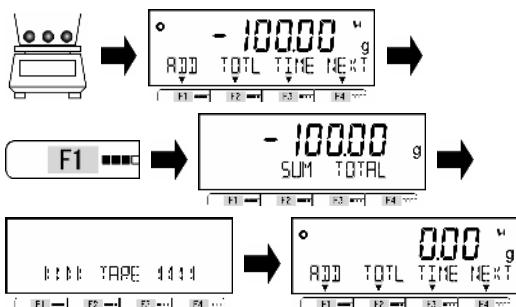 - 100.00 w
g
ADD TOTL TIME NEXT
F1 F2 F3 F4
F1
- 100.00 g
SUM TOTAL
F1 F2 F3 F4
TAPE
F1 F2 F3 F4
0.00 w
g
ADD TOTL TIME NEXT
F1 F2 F3 F4